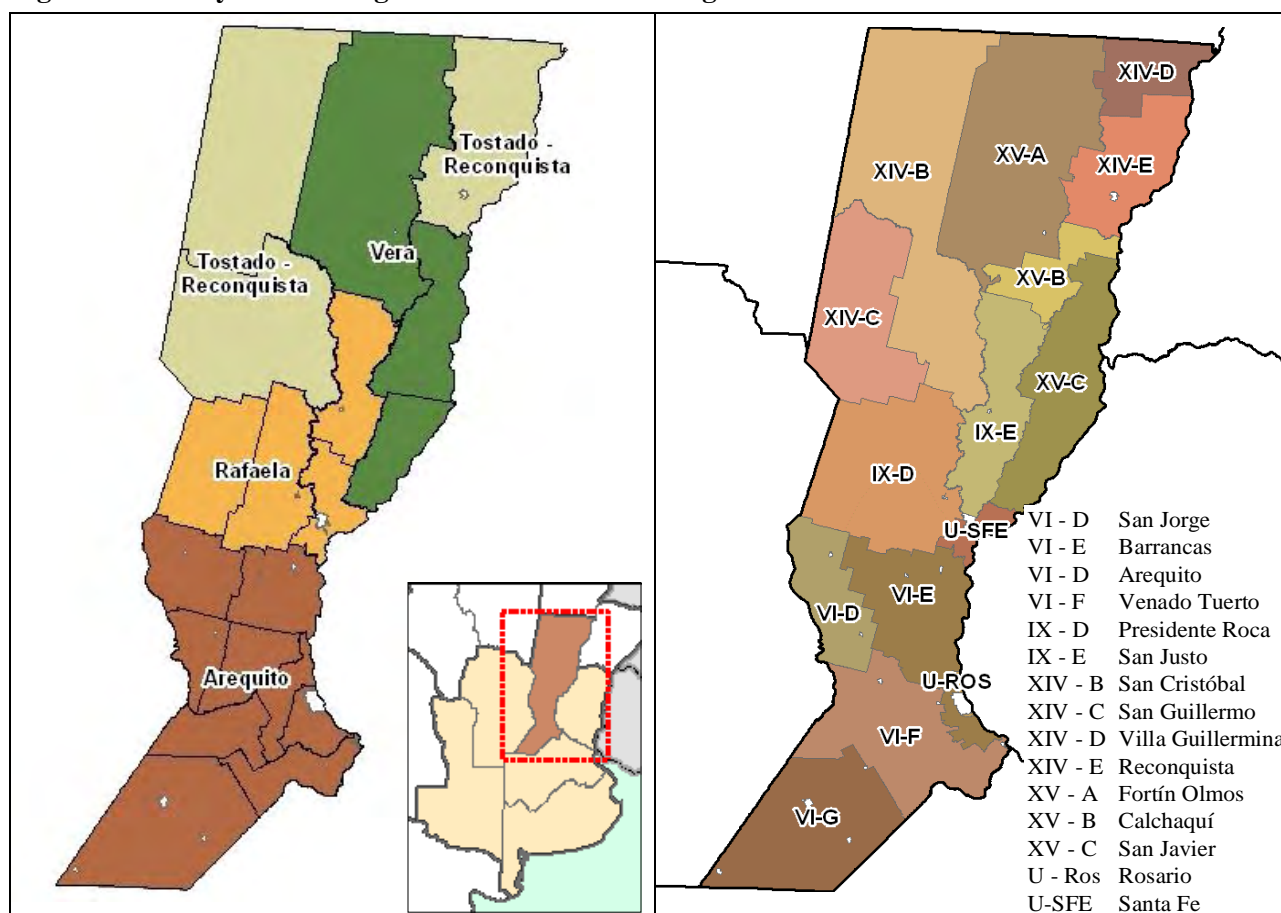 Tostado -
Reconquista
Vera
Tostado -
Reconquista
Rafaela
Arequito
XIV-D
XV-A
XIV-E
XIV-B
XV-B
XIV-C
XV-C
IX-E
IX-D
U-SFE
VI-E
VI-D
U-ROS
VI-F
VI-G
VI - D San Jorge
VI - E Barrancas
VI - D Arequito
VI - F Venado Tuerto
IX - D Presidente Roca
IX - E San Justo
XIV - B San Cristóbal
XIV - C San Guillermo
XIV - D Villa Guillermina
XIV - E Reconquista
XV - A Fortín Olmos
XV - B Calchaquí
XV - C San Javier
U - Ros Rosario
U-SFE Santa Fe